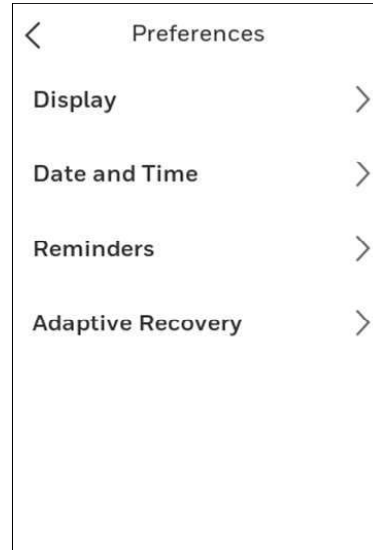 Preferences
Display
Date and Time
Reminders
Adaptive Recovery